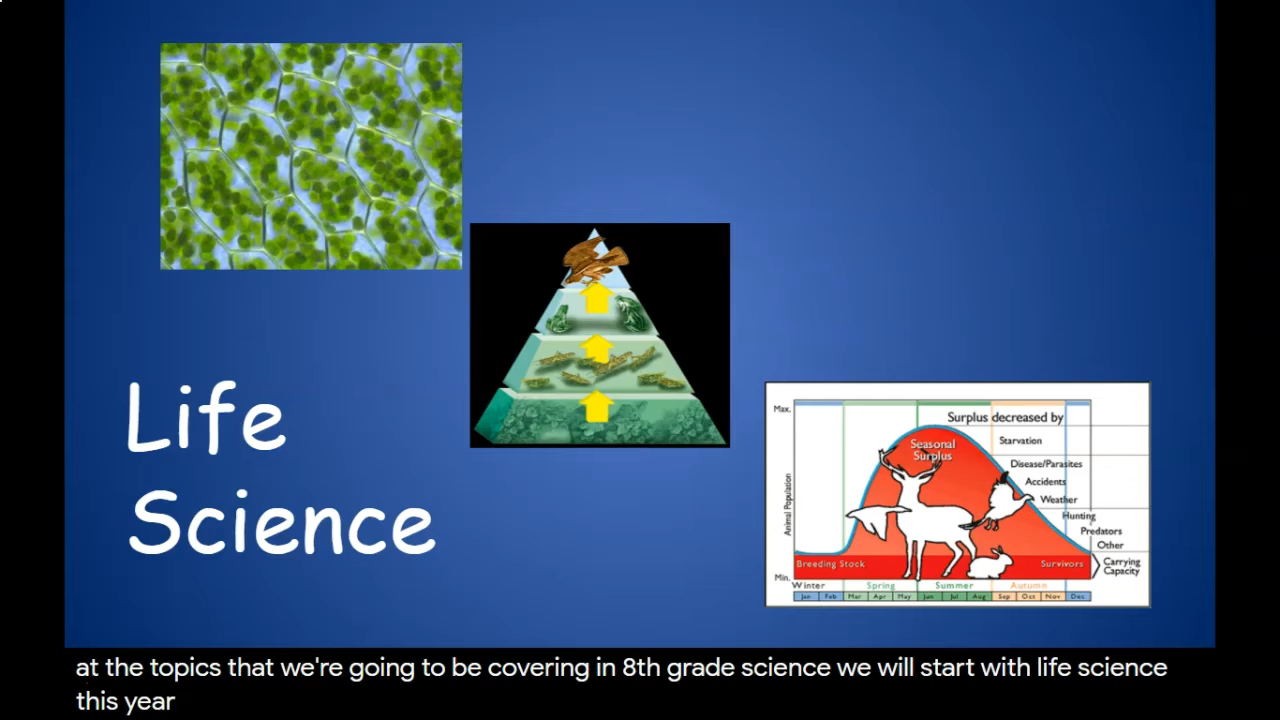 Life
Science
Max.
Surplus decreased by
Seasonal
Surplus
Starvation
Disease/Parasites
Accidents
Weather
Hunting
Predators
Other
Animal Population
Breeding Stock
Survivors
Carrying
Capacity
Min.
Winter Spring Summer Autumn
Jan Feb Mar Apr May Jun Jul Aug Sep Oct Nov Dec
at the topics that we're going to be covering in 8th grade science we will start with life science
this year